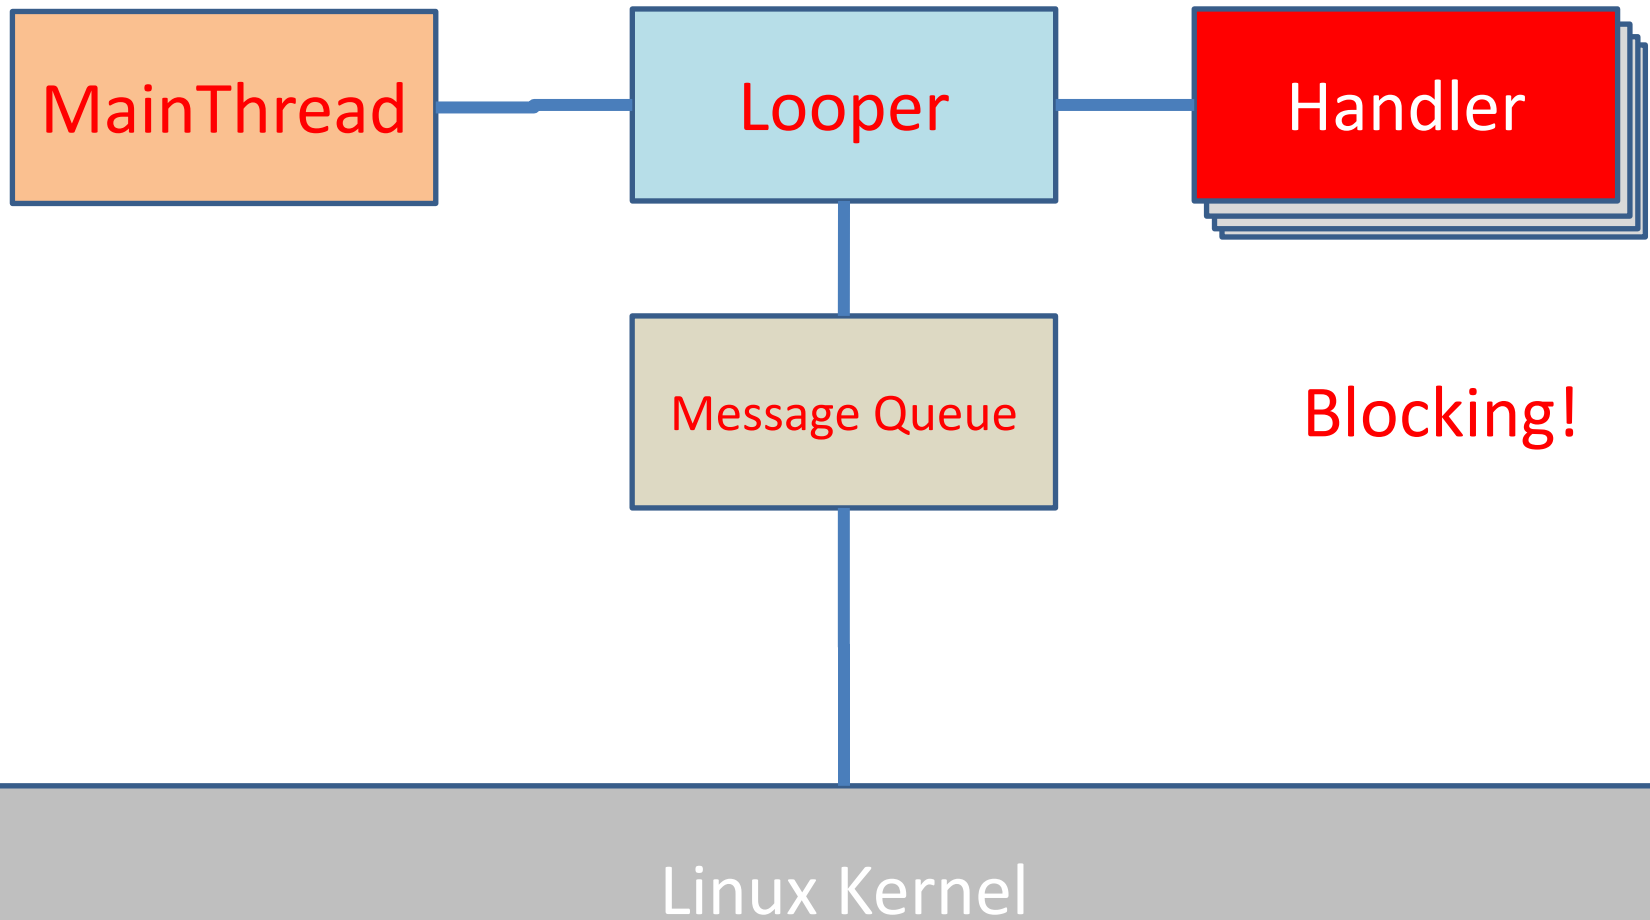 MainThread
Looper
Handler
Message Queue
Blocking!
Linux Kernel